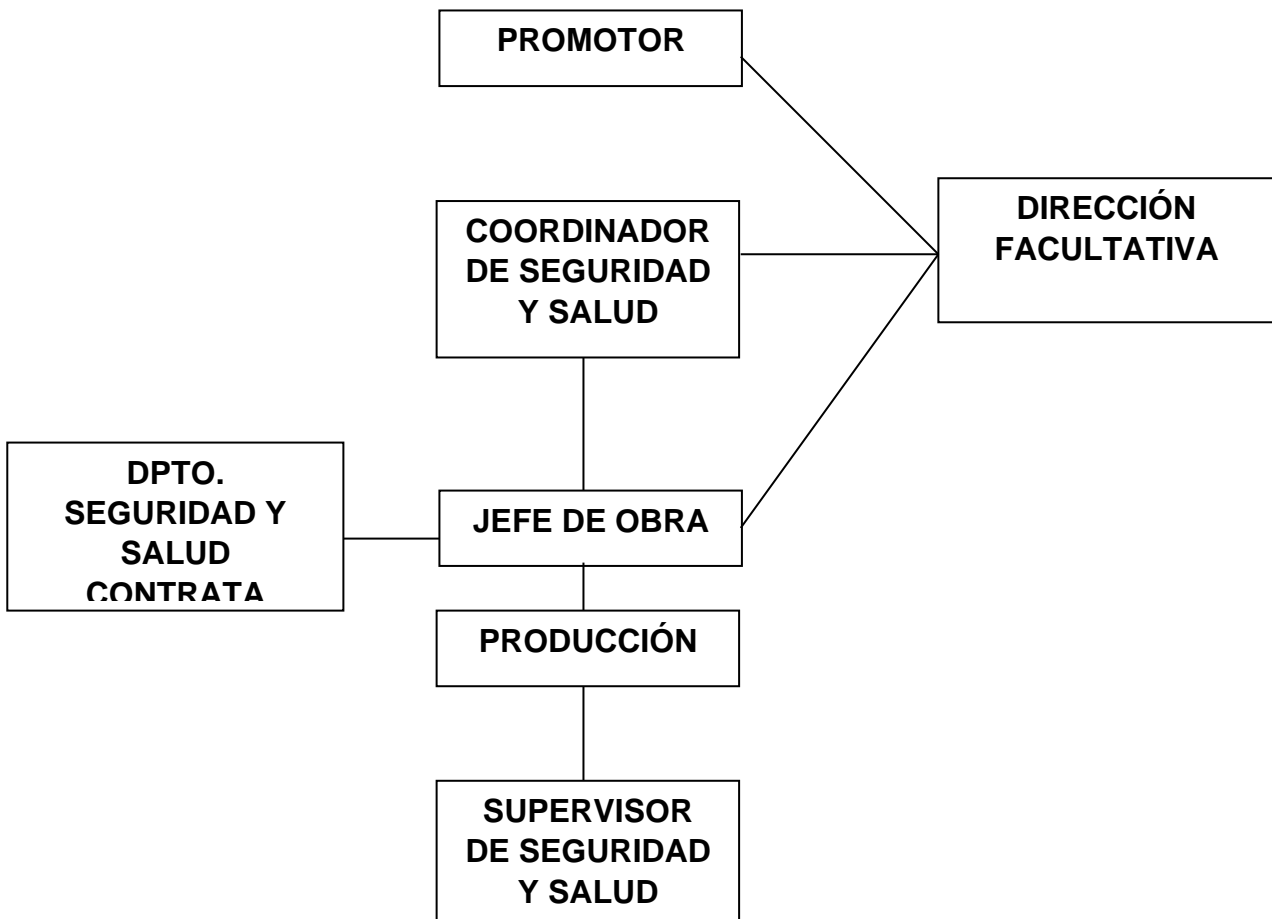 PROMOTOR
DIRECCIÓN
FACULTATIVA
COORDINADOR
DE SEGURIDAD
Y SALUD
DPTO.
SEGURIDAD Y
SALUD
CONTRATA
JEFE DE OBRA
PRODUCCIÓN
SUPERVISOR
DE SEGURIDAD
Y SALUD